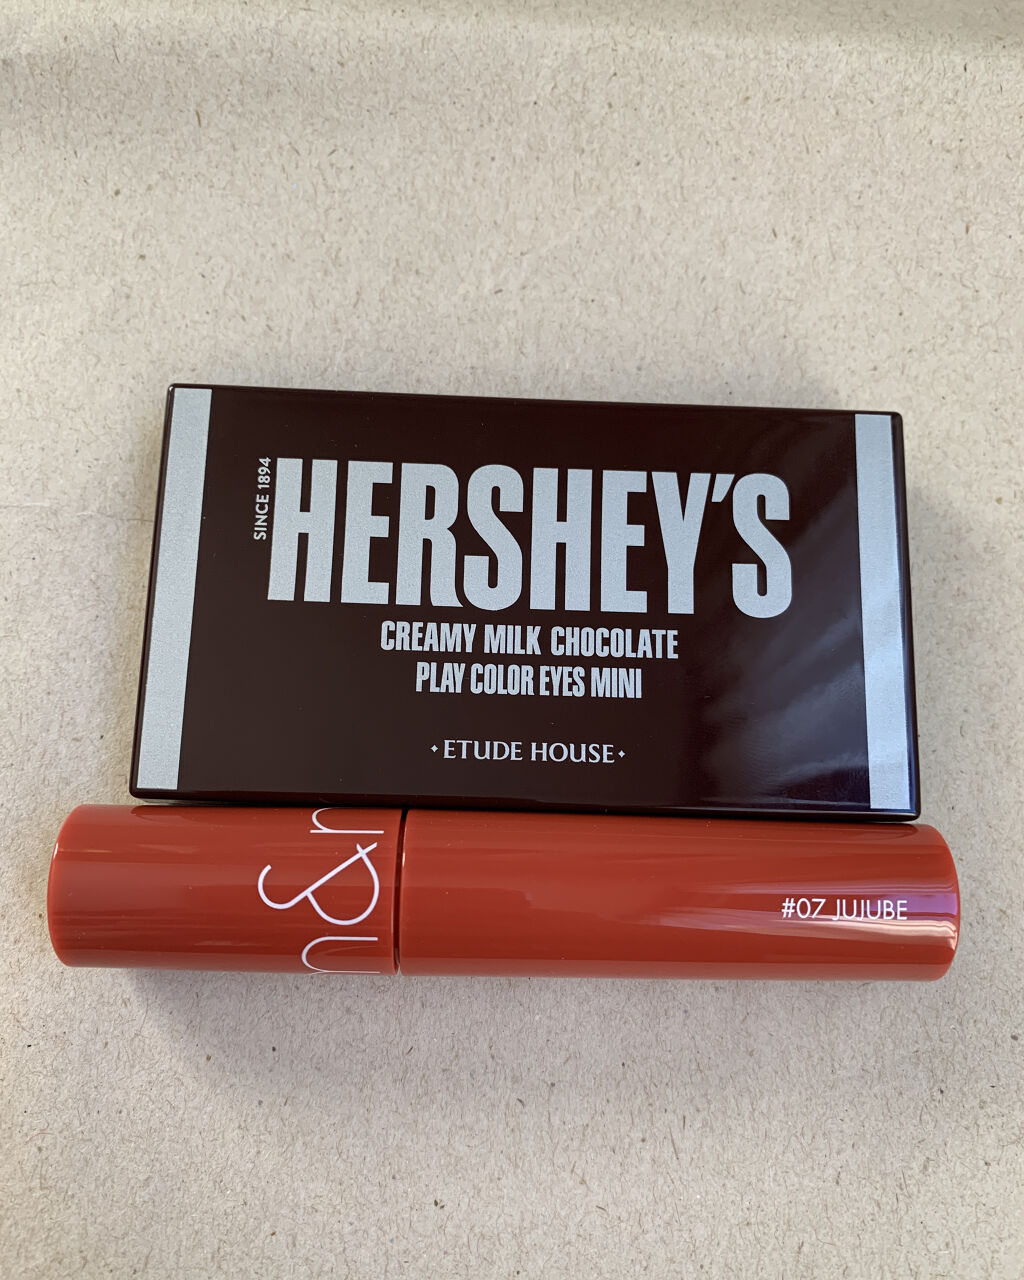 SINCE 1894
HERSHEY'S
CREAMY MILK CHOCOLATE
PLAY COLOR EYES MINI
ETUDE HOUSE
r&n
#07 JUJUBE